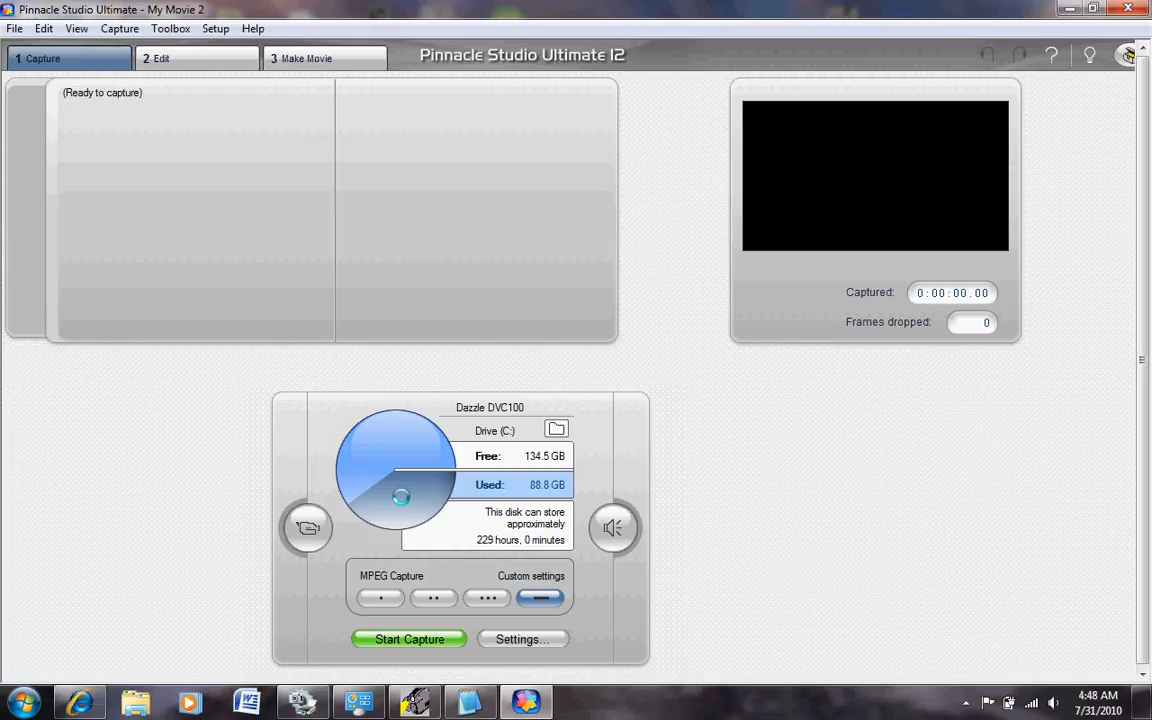 Pinnacle Studio Ultimate - My Movie 2
File Edit View Capture Toolbox Setup Help
1 Capture
2 Edit
3 Make Movie
Pinnacle Studio Ultimate 12
(Ready to capture)
Captured: 0:00:00.00
Frames dropped: 0
Dazzle DVC100
Drive (C:)
Free: 134.5 GB
Used: 88.8 GB
This disk can store
approximately
229 hours, 0 minutes
MPEG Capture Custom settings
Start Capture Settings...
4:48 AM
7/31/2010